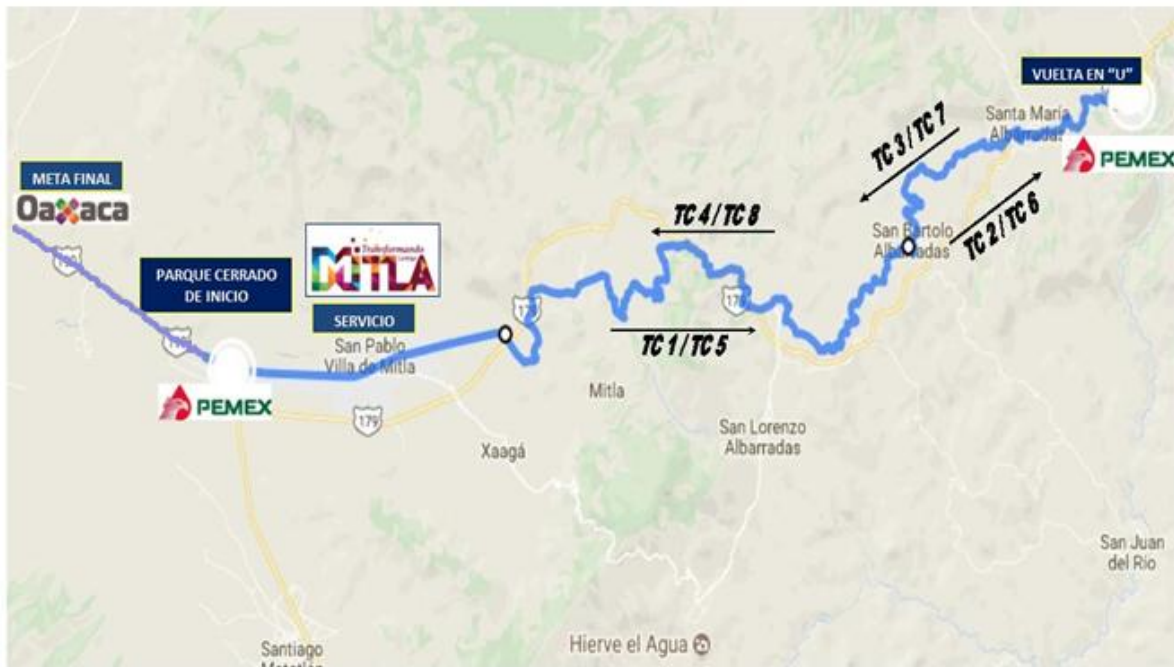 VUELTA EN "U"
Santa María
Albarradas
PEMEX
TC 3 / TC 7
META FINAL
Oaxaca
TC 4 / TC 8
San Bartolo
Albarradas
TC 2 / TC 6
Transformando
MITLA
PARQUE CERRADO
DE INICIO
SERVICIO
179
San Pablo
Villa de Mitla
TC 1 / TC 5
PEMEX
179
Mitla
San Lorenzo
Albarradas
Xaagá
San Juan
del Río
Hierve el Agua
Santiago